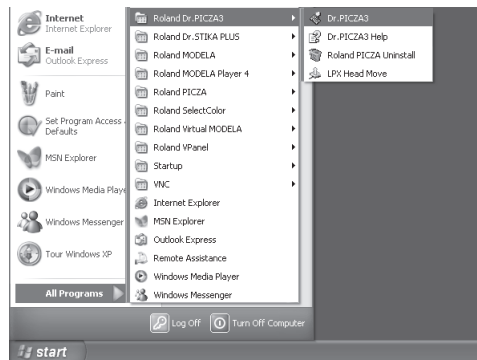 Internet
Internet Explorer
E-mail
Outlook Express
Paint
Set Program Access
Defaults
MSN Explorer
Windows Media Playe
Windows Messenger
Tour Windows XP
All Programs
Roland Dr.PICZA3
Roland Dr.STIKA PLUS
Roland MODELA
Roland MODELA Player 4
Roland PICZA
Roland SelectColor
Roland Virtual MODELA
Roland VPanel
Startup
VNC
Internet Explorer
MSN Explorer
Outlook Express
Remote Assistance
Windows Media Player
Windows Messenger
Dr.PICZA3
Dr.PICZA3 Help
Roland PICZA Uninstall
LPX Head Move
Log Off
Turn Off Computer
start